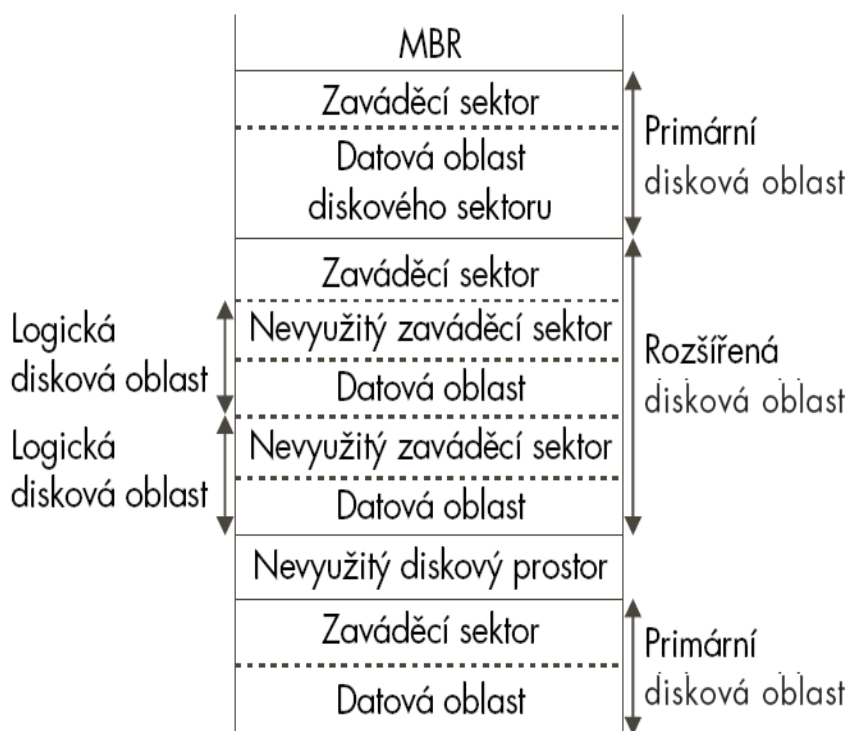 MBR
Zaváděcí sektor
Datová oblast
diskového sektoru
Primární
disková oblast
Zaváděcí sektor
Nevyužitý zaváděcí sektor
Datová oblast
Logická
disková oblast
Nevyužitý zaváděcí sektor
Datová oblast
Logická
disková oblast
Rozšířená
disková oblast
Nevyužitý diskový prostor
Zaváděcí sektor
Datová oblast
Primární
disková oblast